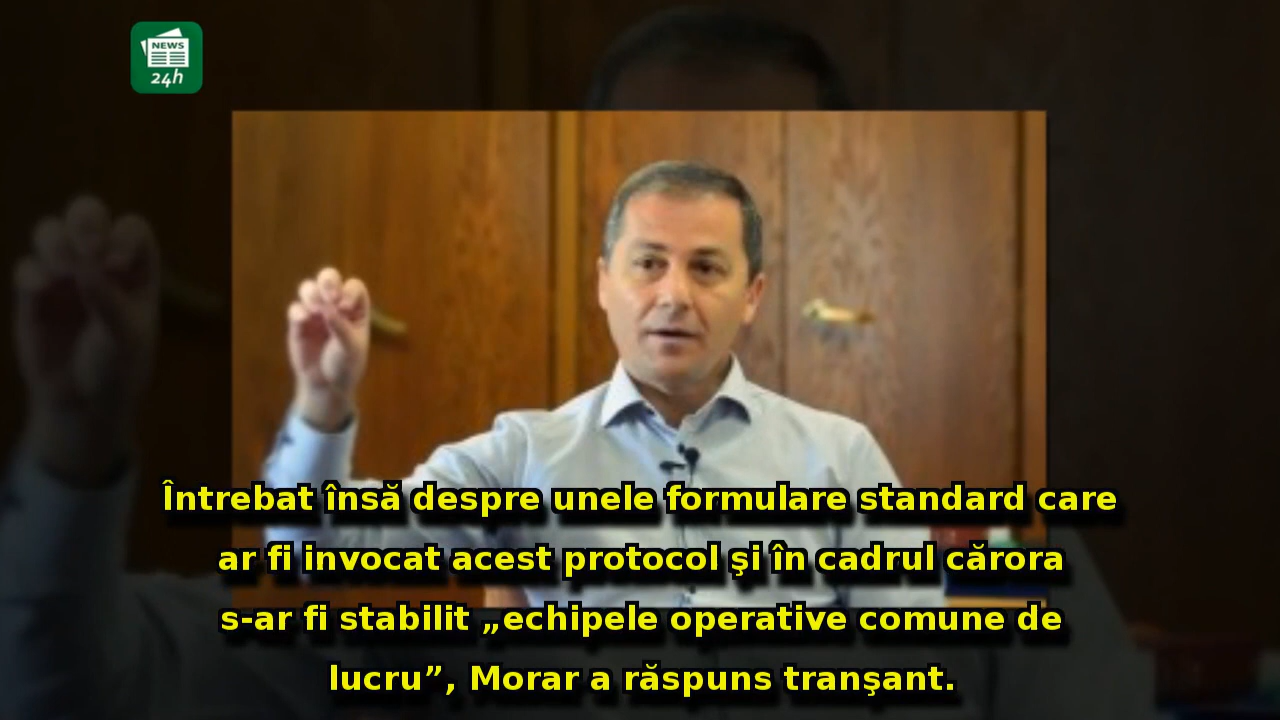 NEWS
24h
Întrebat însă despre unele formulare standard care
ar fi invocat acest protocol şi în cadrul cărora
s-ar fi stabilit „echipele operative comune de
lucru”, Morar a răspuns tranşant.